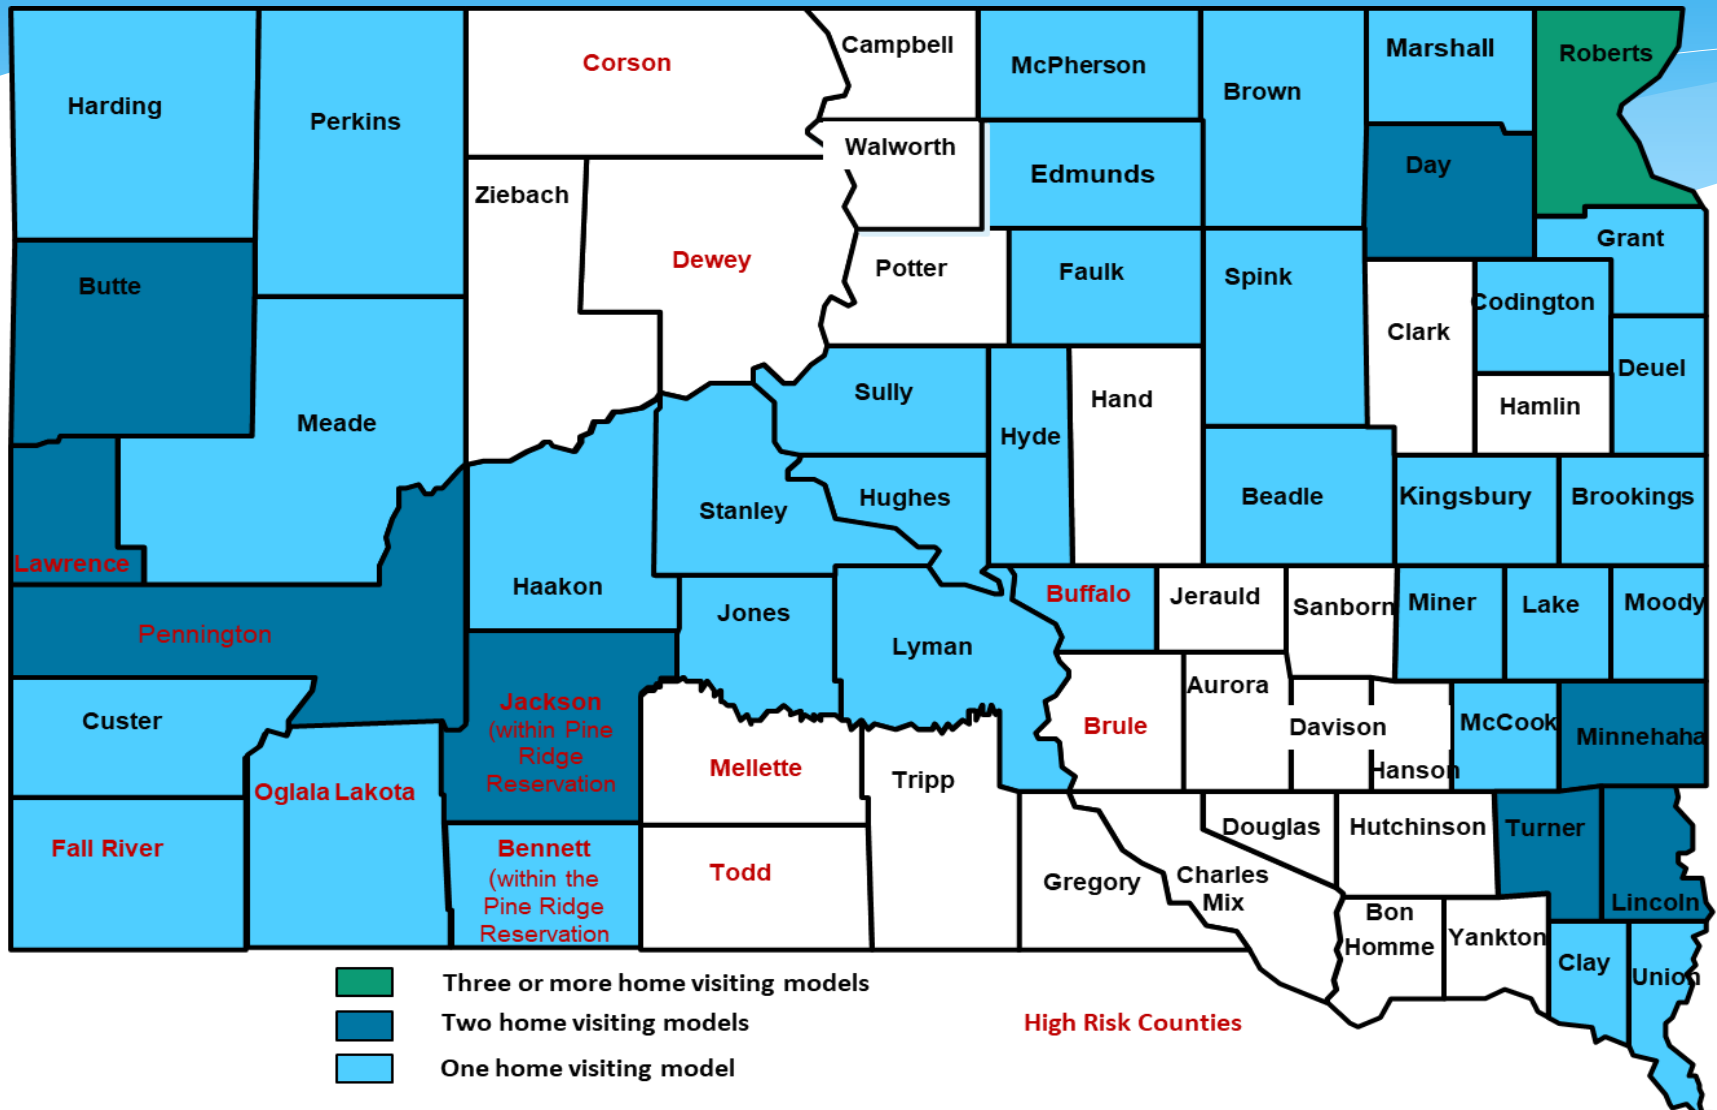 Harding
Perkins
Corson
Campbell
McPherson
Brown
Marshall
Roberts
Ziebach
Walworth
Edmunds
Day
Butte
Dewey
Potter
Faulk
Spink
Grant
Clark
Codington
Meade
Sully
Hyde
Hand
Hamlin
Deuel
Lawrence
Haakon
Stanley
Hughes
Beadle
Kingsbury
Brookings
Pennington
Jones
Lyman
Buffalo
Jerauld
Sanborn
Miner
Lake
Moody
Custer
Jackson
(within Pine
Ridge
Reservation
Mellette
Tripp
Brule
Aurora
Davison
Hanson
McCook
Minnehaha
Fall River
Oglala Lakota
Bennett
(within the
Pine Ridge
Reservation
Todd
Gregory
Charles
Mix
Douglas
Hutchinson
Turner
Lincoln
Bon
Homme
Yankton
Clay
Union
Three or more home visiting models
Two home visiting models
One home visiting model
High Risk Counties